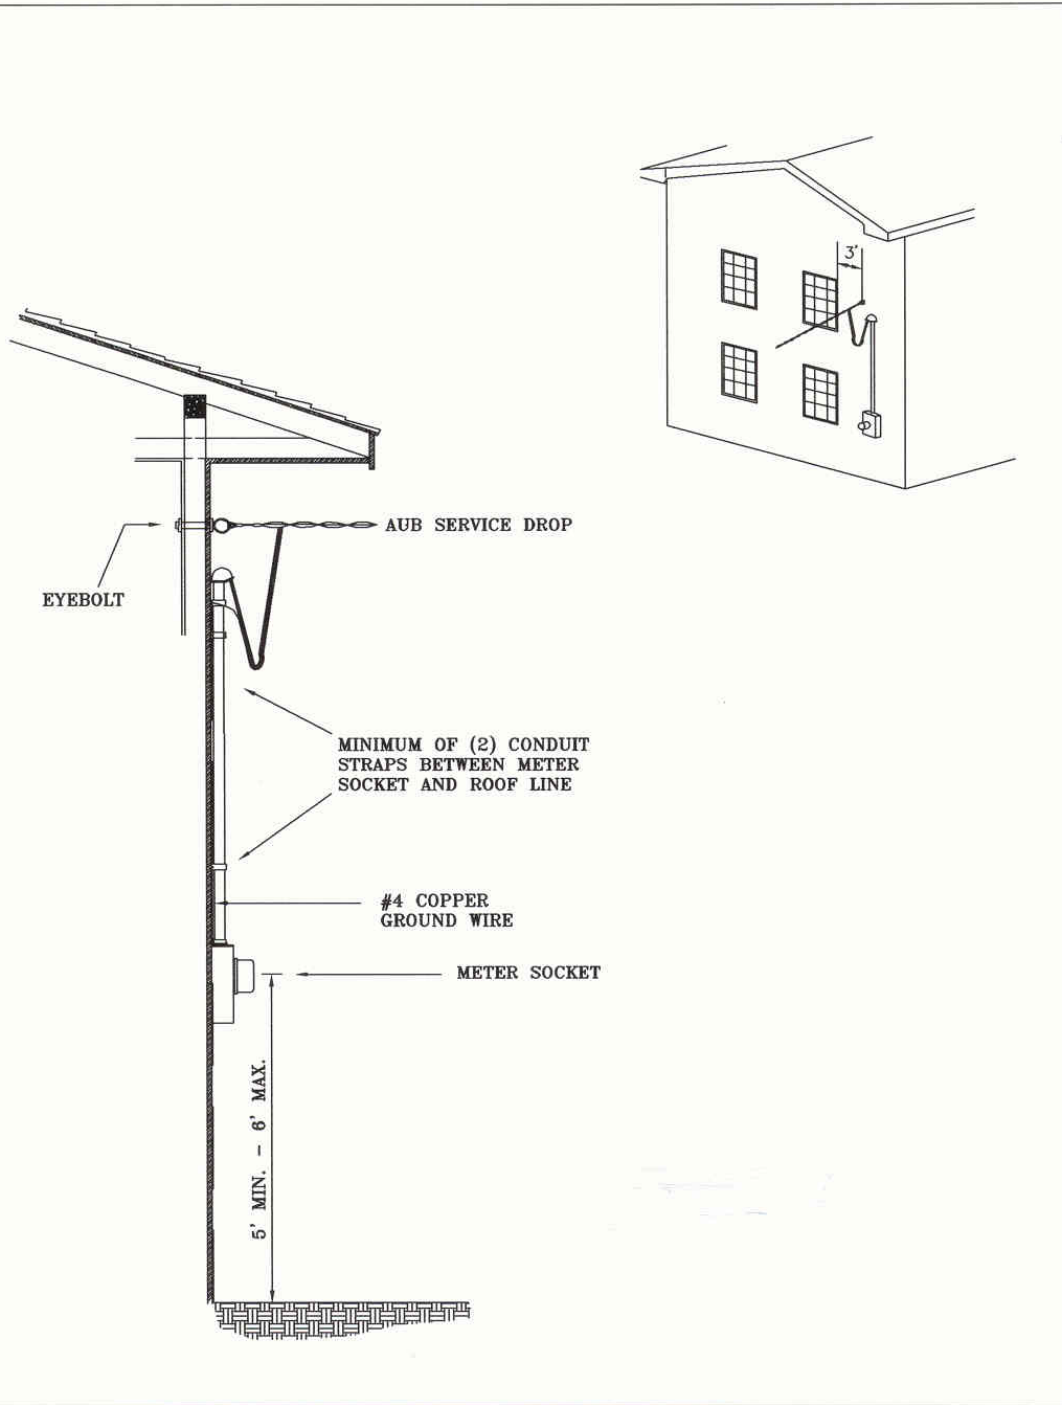 3'
AUB SERVICE DROP
EYEBOLT
MINIMUM OF (2) CONDUIT
STRAPS BETWEEN METER
SOCKET AND ROOF LINE
#4 COPPER
GROUND WIRE
METER SOCKET
5' MIN. - 6' MAX.